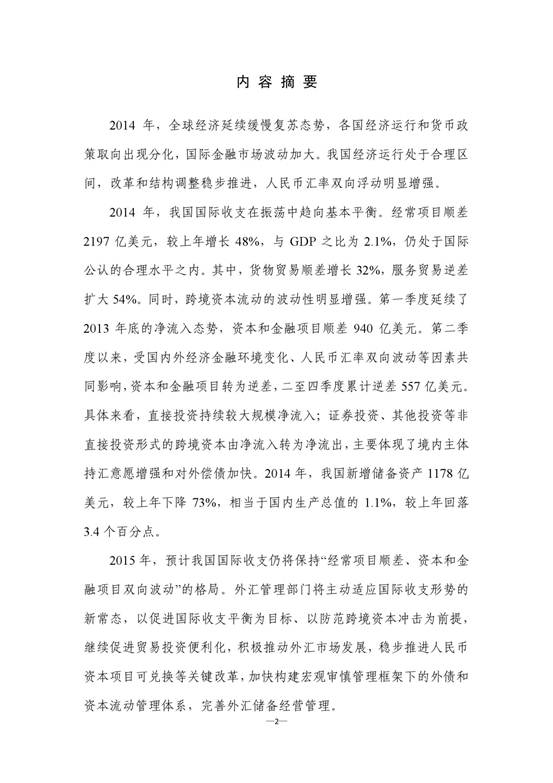 内 容 摘 要
2014 年，全球经济延续缓慢复苏态势，各国经济运行和货币政
策取向出现分化，国际金融市场波动加大。我国经济运行处于合理区
间，改革和结构调整稳步推进，人民币汇率双向浮动明显增强。
2014 年，我国国际收支在振荡中趋向基本平衡。经常项目顺差
2197 亿美元，较上年增长 48%，与 GDP 之比为 2.1%，仍处于国际
公认的合理水平之内。其中，货物贸易顺差增长 32%，服务贸易逆差
扩大 54%。同时，跨境资本流动的波动性明显增强。第一季度延续了
2013 年底的净流入态势，资本和金融项目顺差 940 亿美元。第二季
度以来，受国内外经济金融环境变化、人民币汇率双向波动等因素共
同影响，资本和金融项目转为逆差，二至四季度累计逆差 557 亿美元。
具体来看，直接投资持续较大规模净流入；证券投资、其他投资等非
直接投资形式的跨境资本由净流入转为净流出，主要体现了境内主体
持汇意愿增强和对外偿债加快。2014 年，我国新增储备资产 1178 亿
美元，较上年下降 73%，相当于国内生产总值的 1.1%，较上年回落
3.4 个百分点。
2015 年，预计我国国际收支仍将保持“经常项目顺差、资本和金
融项目双向波动”的格局。外汇管理部门将主动适应国际收支形势的
新常态，以促进国际收支平衡为目标、以防范跨境资本冲击为前提，
继续促进贸易投资便利化，积极推动外汇市场发展，稳步推进人民币
资本项目可兑换等关键改革，加快构建宏观审慎管理框架下的外债和
资本流动管理体系，完善外汇储备经营管理。
—2—